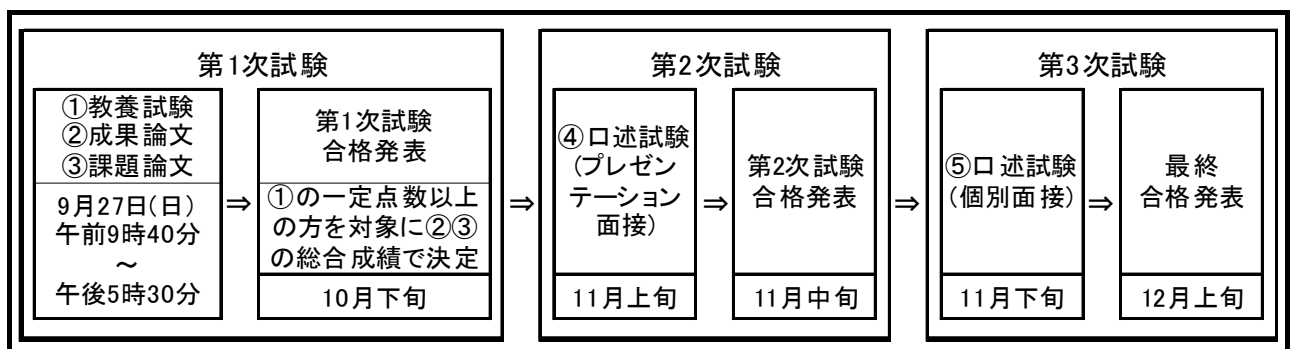 第1次試験
①教養試験
②成果論文
③課題論文
9月27日(日)
午前9時40分
～
午後5時30分
⇒
第1次試験
合格発表
①の一定点数以上
の方を対象に②③
の総合成績で決定
10月下旬
⇒
第2次試験
④口述試験
(プレゼン
テーション
面接)
11月上旬
⇒
第2次試験
合格発表
11月中旬
⇒
第3次試験
⑤口述試験
(個別面接)
11月下旬
⇒
最終
合格発表
12月上旬